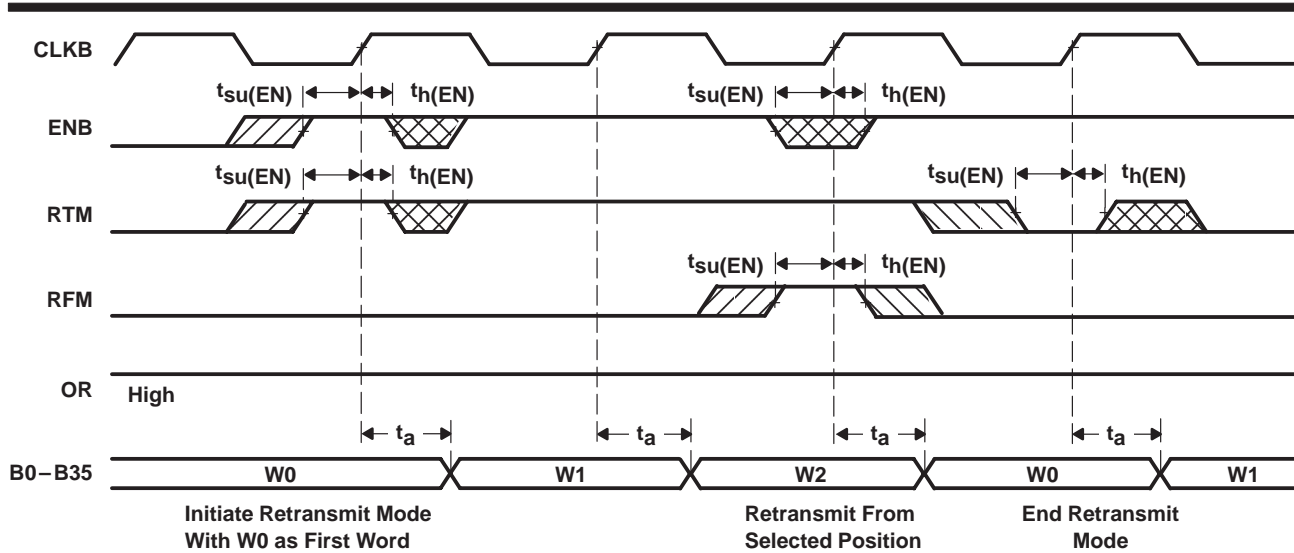 CLKB
tsu(EN) th(EN) tsu(EN) th(EN)
ENB
tsu(EN) th(EN) tsu(EN) th(EN)
RTM
tsu(EN) th(EN)
RFM
OR High
ta ta ta ta
B0–B35 W0 W1 W2 W0 W1
Initiate Retransmit Mode
With W0 as First Word
Retransmit From
Selected Position
End Retransmit
Mode